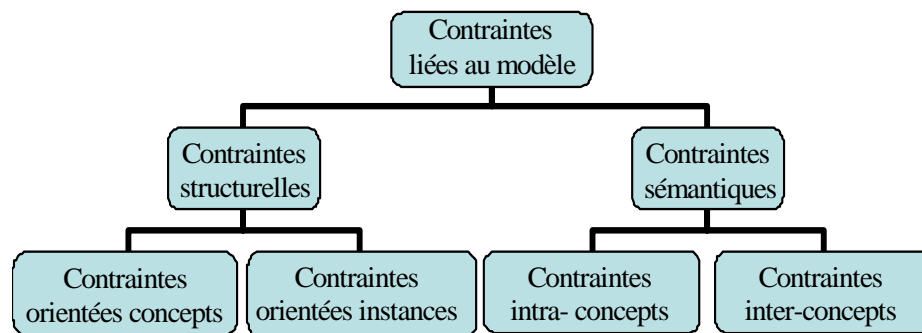 Contraintes
liées au modèle
Contraintes
structurelles
Contraintes
sémantiques
Contraintes
orientées concepts
Contraintes
orientées instances
Contraintes
intra- concepts
Contraintes
inter-concepts